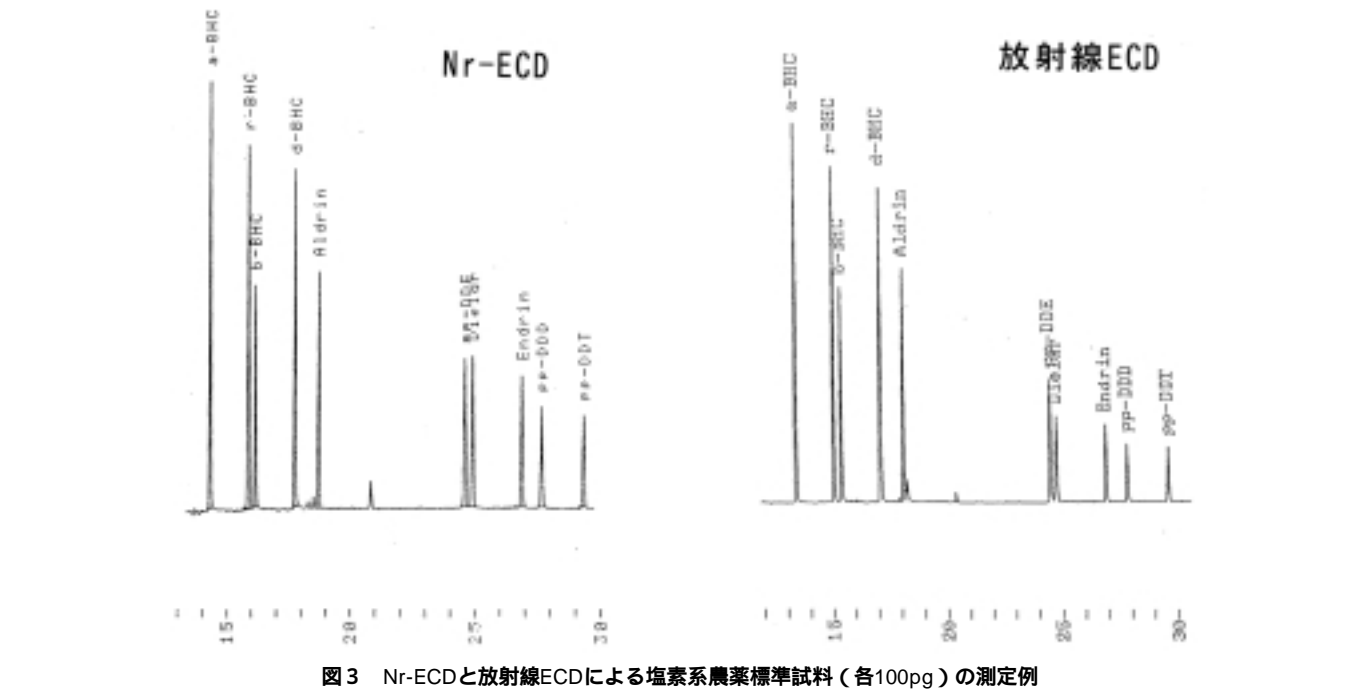 Nr-ECD
a-BHC
r-BHC
b-BHC
d-BHC
Aldrin
Endrin
pp-DDD
pp-DDT
15
20
25
30
放射線ECD
a-BHC
r-BHC
b-BHC
d-BHC
Aldrin
DDE
Endrin
pp-DDD
pp-DDT
15
20
25
30
図３ Nr-ECDと放射線ECDによる塩素系農薬標準試料（各100pg）の測定例